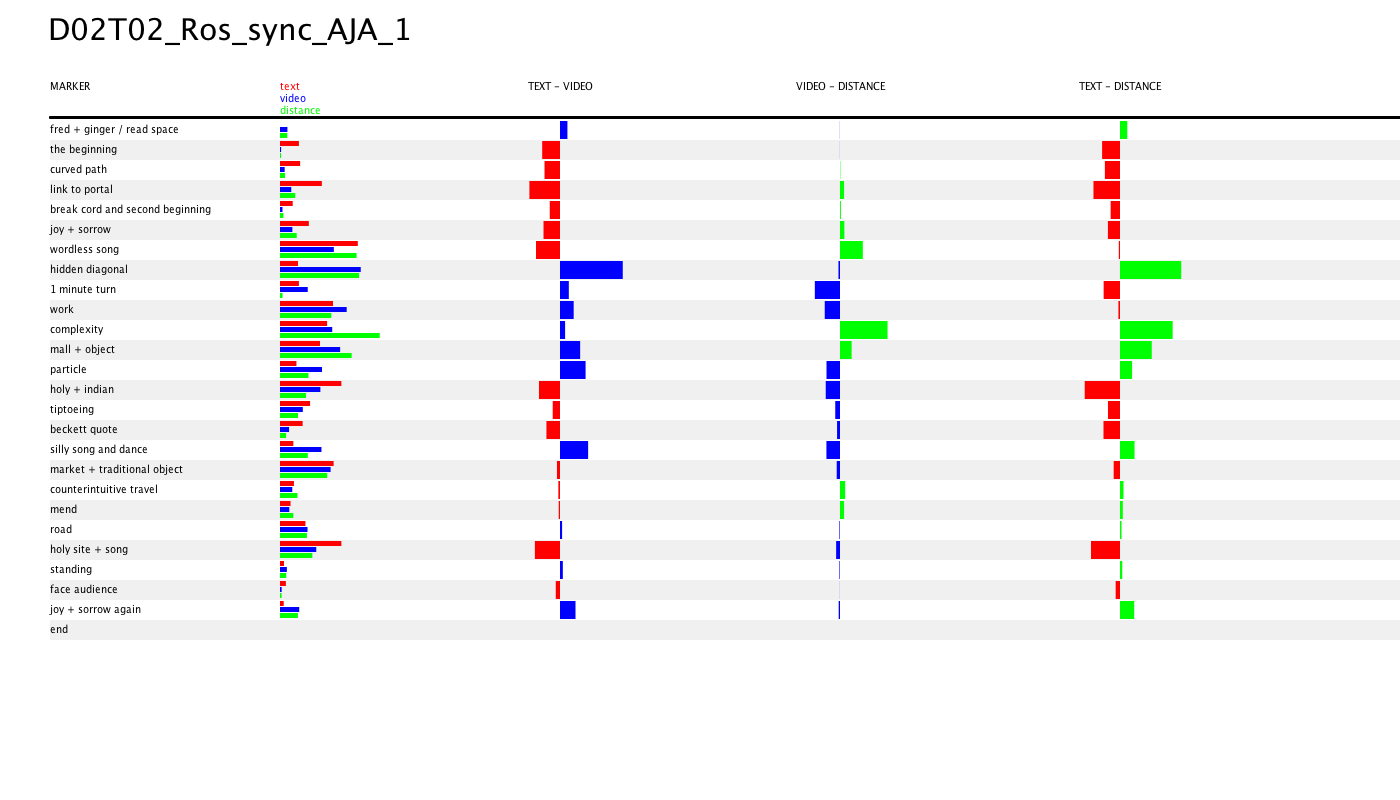 D02T02_Ros_sync_AJA_1
MARKER text TEXT – VIDEO VIDEO – DISTANCE TEXT – DISTANCE
video
distance
fred + ginger / read space
the beginning
curved path
link to portal
break cord and second beginning
joy + sorrow
wordless song
hidden diagonal
1 minute turn
work
complexity
mall + object
particle
holy + indian
tiptoeing
beckett quote
silly song and dance
market + traditional object
counterintuitive travel
mend
road
holy site + song
standing
face audience
joy + sorrow again
end